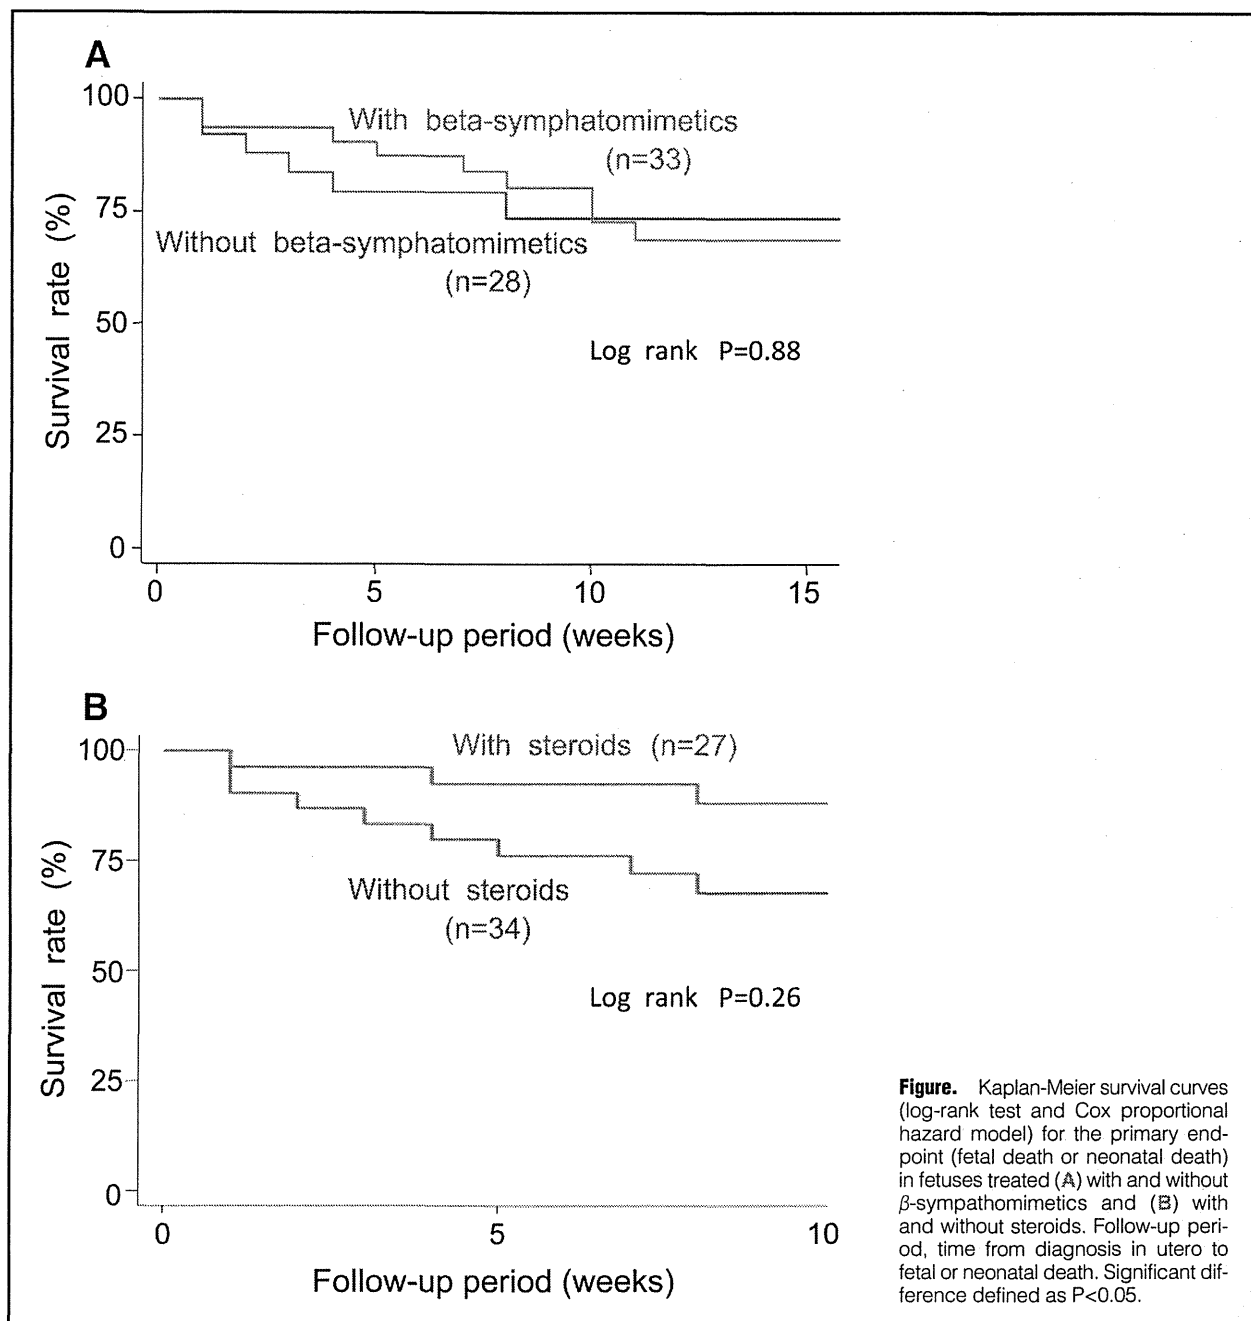 A
100
75
50
25
0
Survival rate (%)
With beta-symphatomimetics
(n=33)
Without beta-symphatomimetics
(n=28)
Log rank P=0.88
0 5 10 15
Follow-up period (weeks)
B
100
75
50
25
0
Survival rate (%)
With steroids (n=27)
Without steroids
(n=34)
Log rank P=0.26
0 5 10
Follow-up period (weeks)
Figure. Kaplan-Meier survival curves
(log-rank test and Cox proportional
hazard model) for the primary end-
point (fetal death or neonatal death)
in fetuses treated (A) with and without
β-sympathomimetics and (B) with
and without steroids. Follow-up peri-
od, time from diagnosis in utero to
fetal or neonatal death. Significant dif-
ference defined as P<0.05.